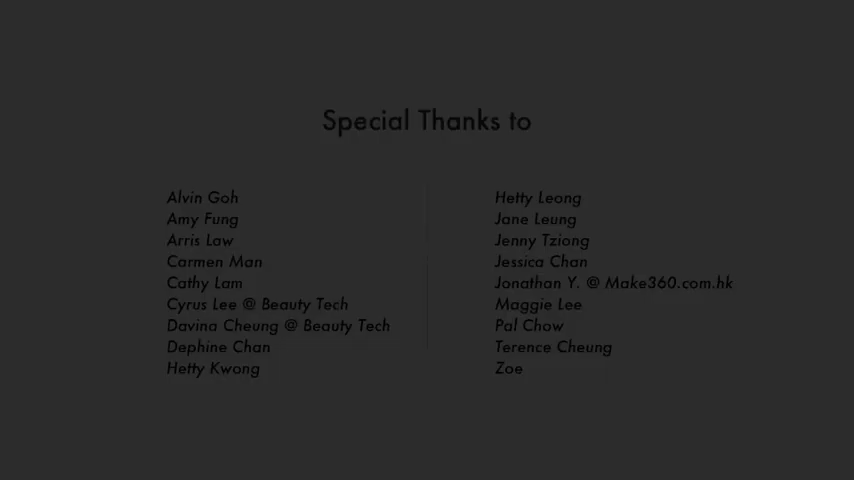 Special Thanks to
Alvin Goh
Amy Fung
Arris Law
Carmen Man
Cathy Lam
Cyrus Lee @ Beauty Tech
Davina Cheung @ Beauty Tech
Dephine Chan
Hetty Kwong
Hetty Leong
Jane Leung
Jenny Tziong
Jessica Chan
Jonathan Y. @ Make360.com.hk
Maggie Lee
Pal Chow
Terence Cheung
Zoe